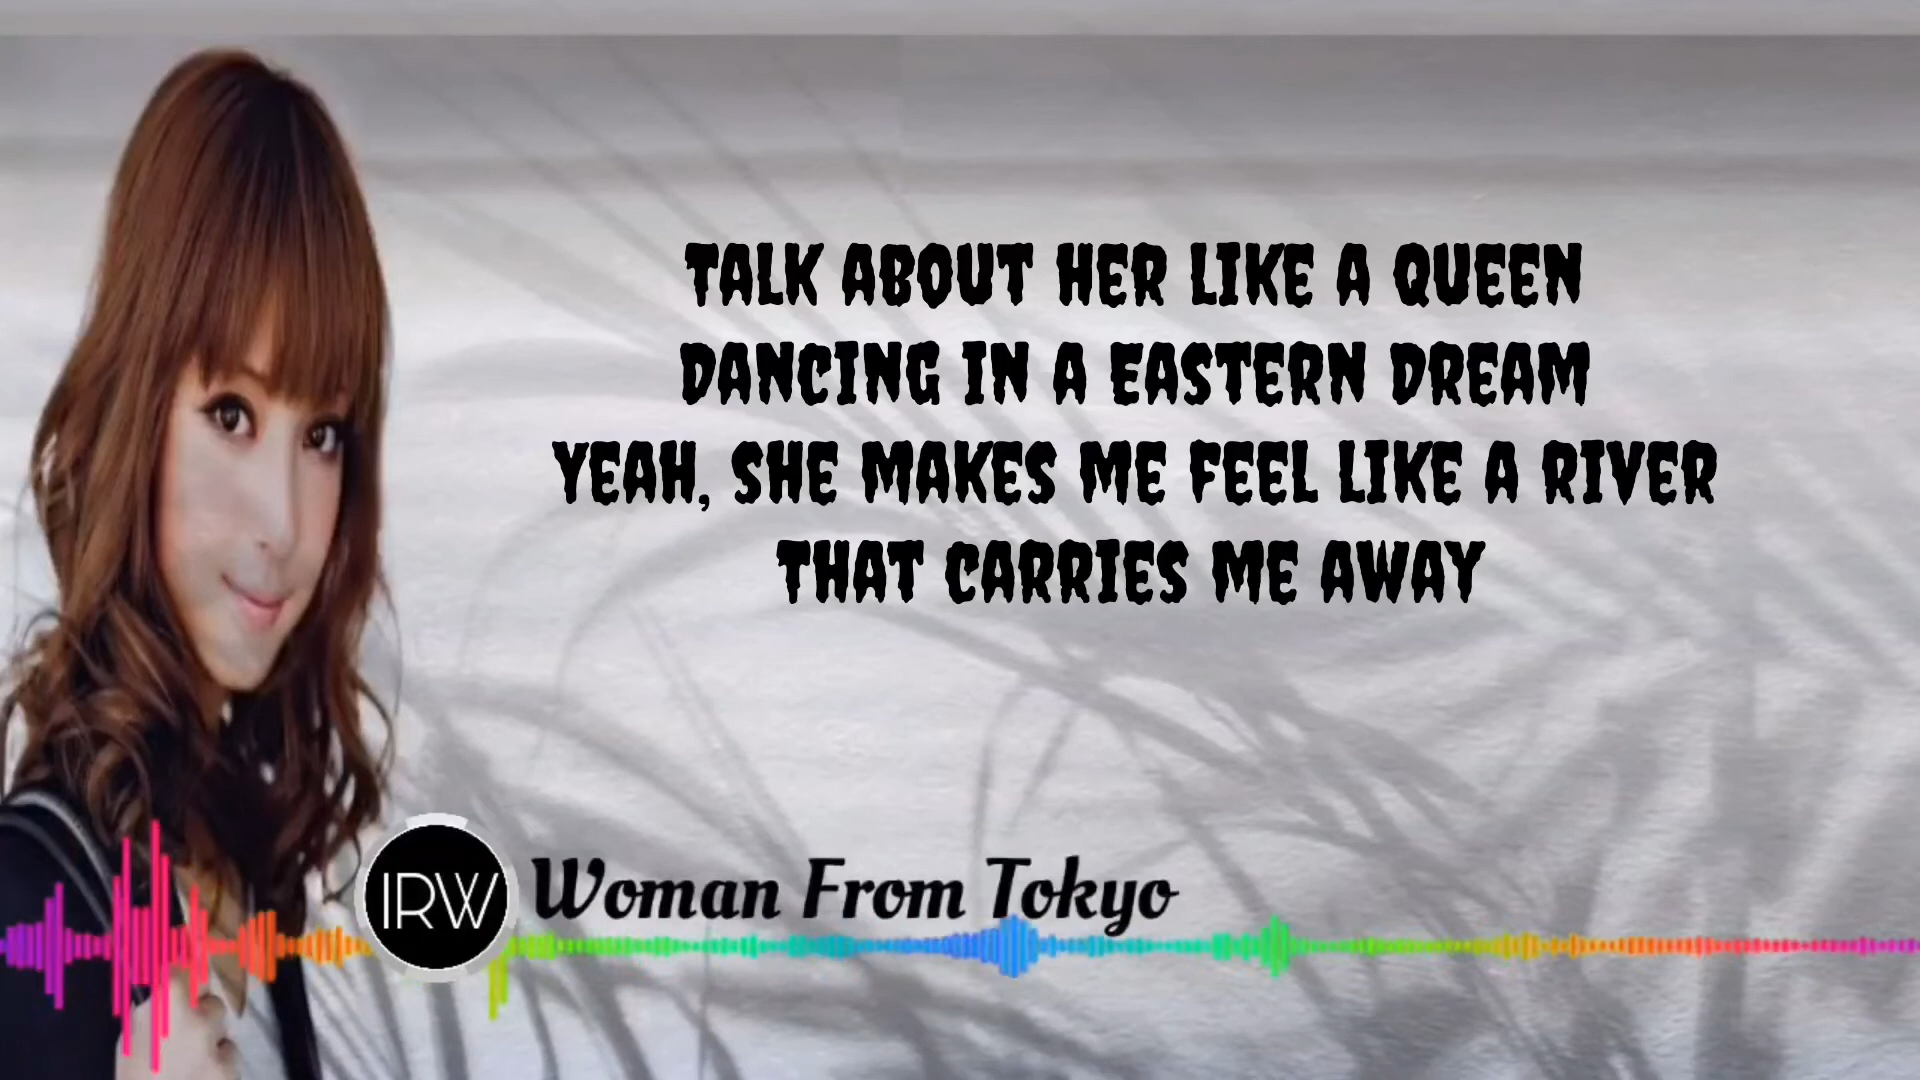 TALK ABOUT HER LIKE A QUEEN
DANCING IN A EASTERN DREAM
YEAH, SHE MAKES ME FEEL LIKE A RIVER
THAT CARRIES ME AWAY
IRW
Woman From Tokyo